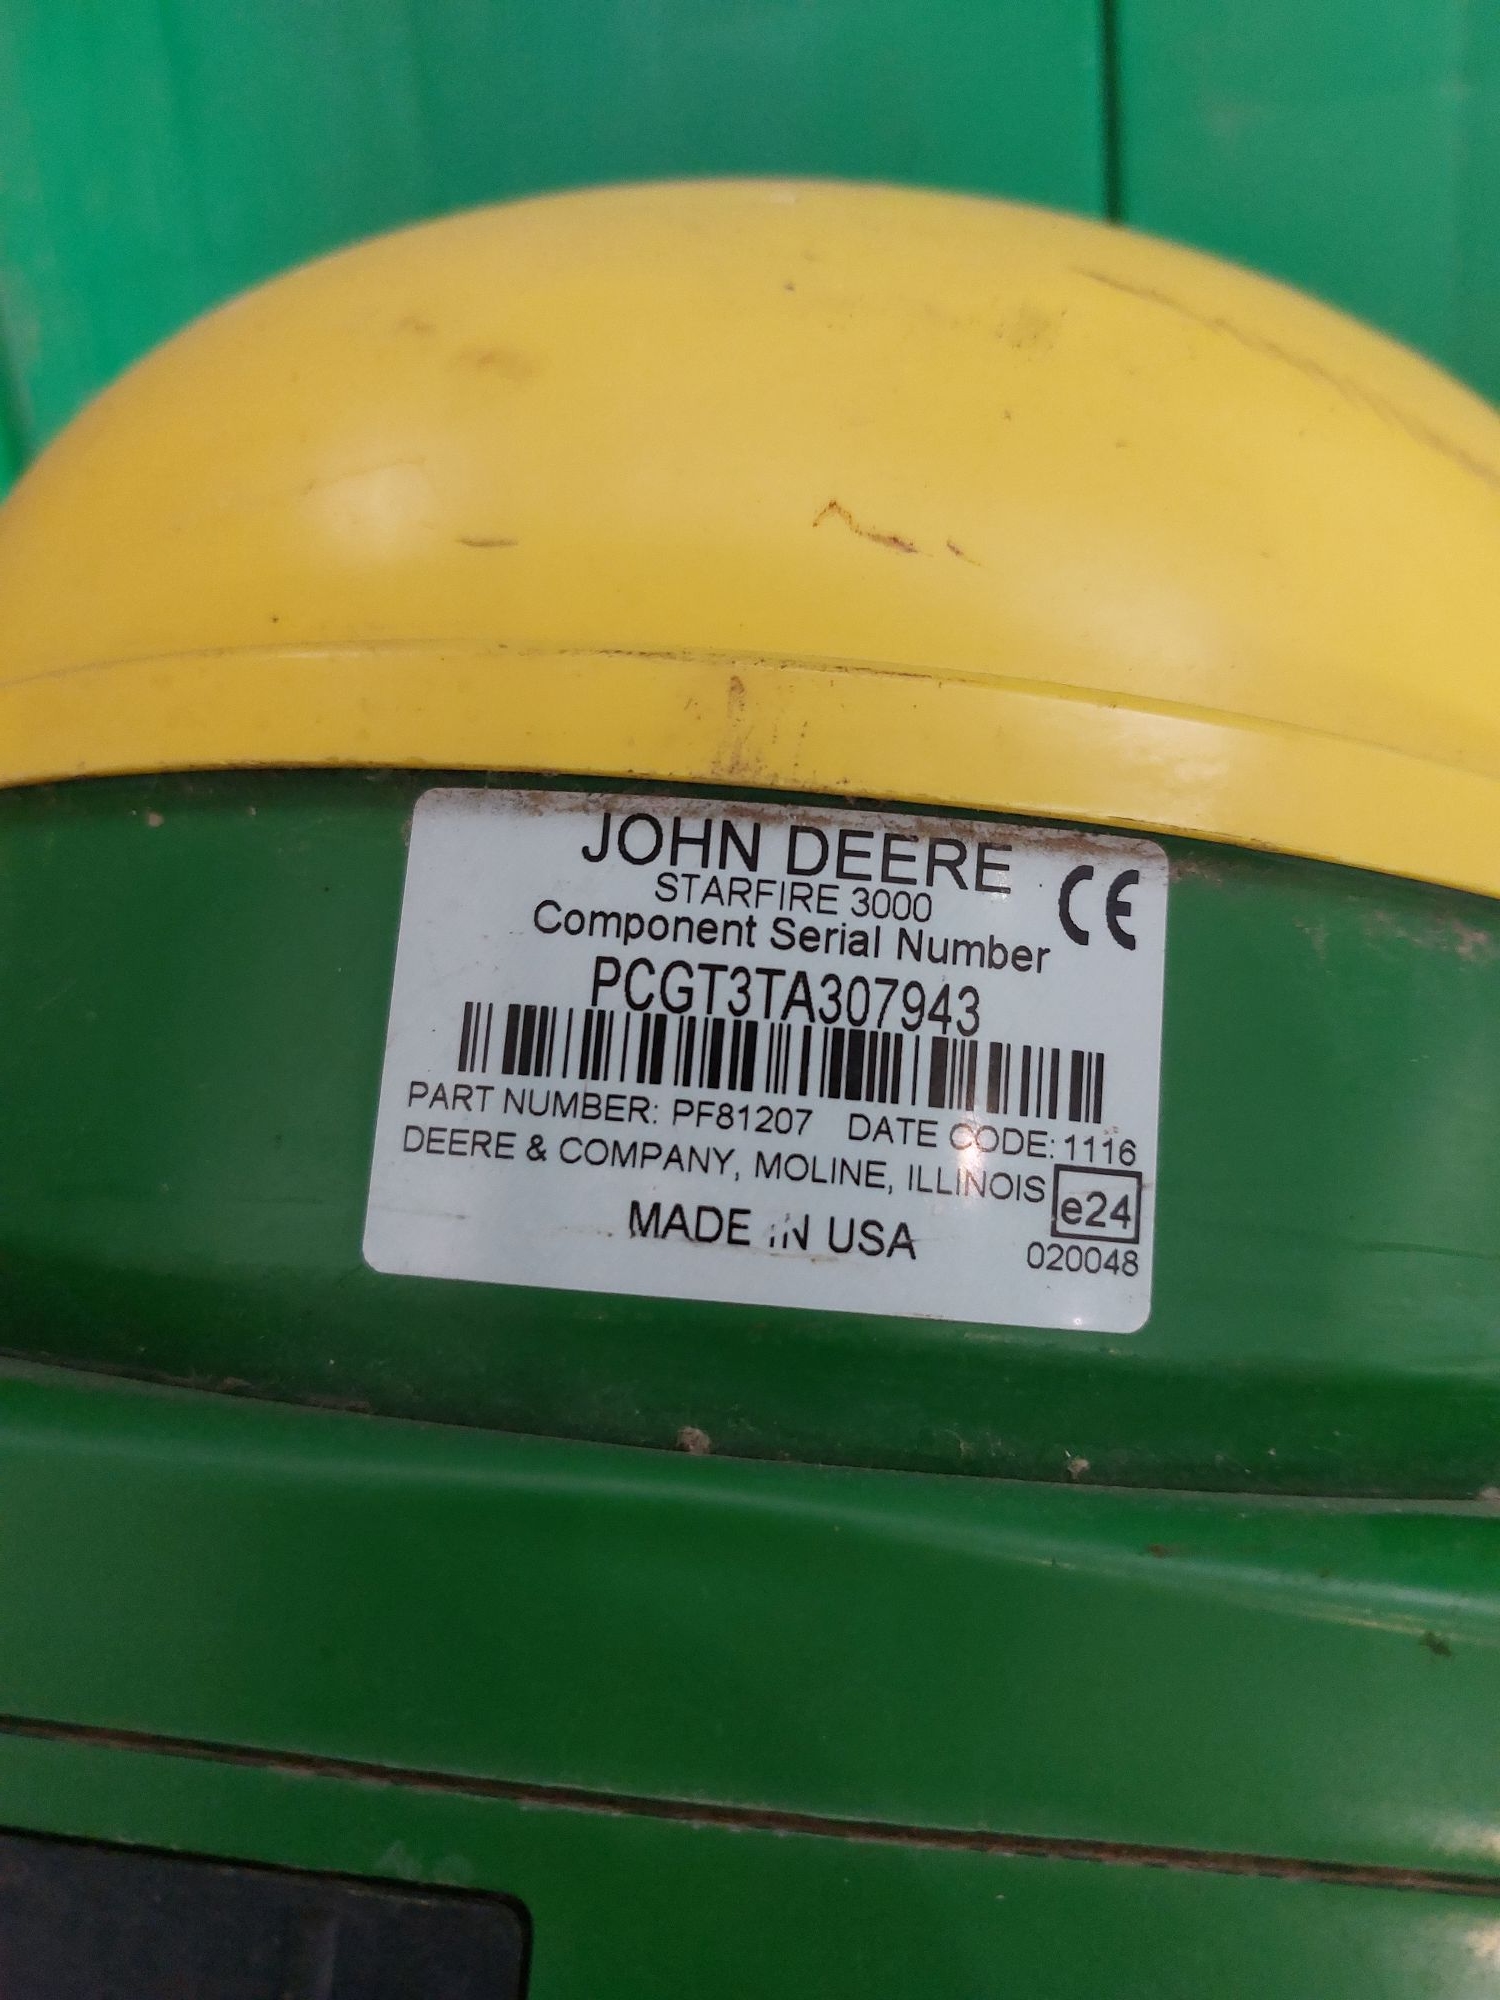 JOHN DEERE
STARFIRE 3000
CE
Component Serial Number
PCGT3TA307943
PART NUMBER: PF81207 DATE CODE: 1116
DEERE & COMPANY, MOLINE, ILLINOIS
e24
MADE IN USA
020048